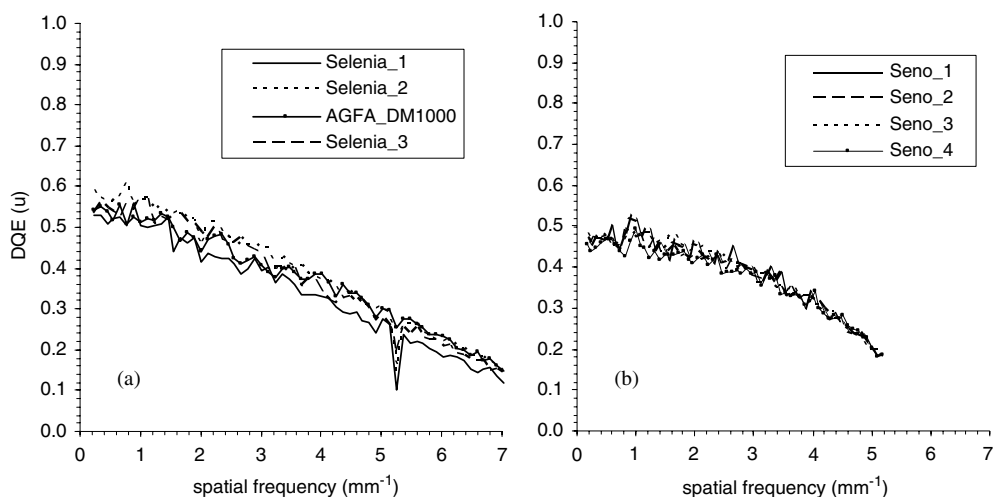 1.0
0.9
0.8
0.7
0.6
0.5
0.4
0.3
0.2
0.1
0.0
DQE (u)
Selenia_1
Selenia_2
AGFA_DM1000
Selenia_3
(a)
0 1 2 3 4 5 6 7
spatial frequency (mm⁻¹)
1.0
0.9
0.8
0.7
0.6
0.5
0.4
0.3
0.2
0.1
0.0
Seno_1
Seno_2
Seno_3
Seno_4
(b)
0 1 2 3 4 5 6 7
spatial frequency (mm⁻¹)